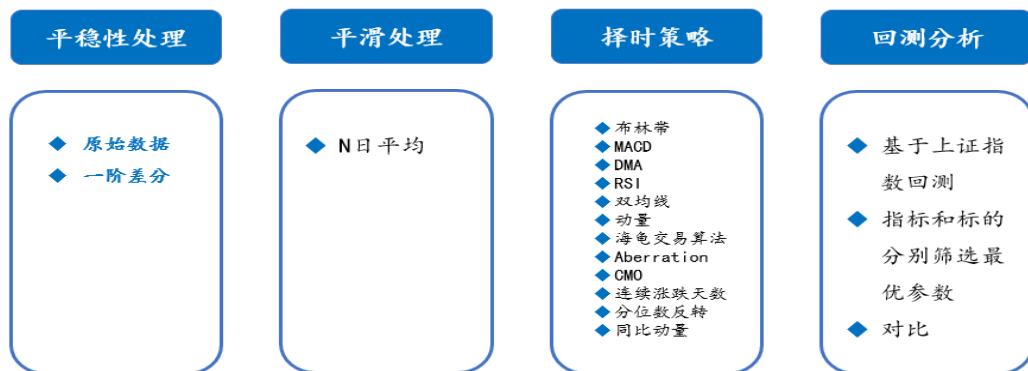 平稳性处理
原始数据
一阶差分
平滑处理
N日平均
择时策略
布林带
MACD
DMA
RSI
双均线
动量
海龟交易算法
Aberration
CMO
连续涨跌天数
分位数反转
同比动量
回测分析
基于上证指
数回测
指标和标的
分别筛选最
优参数
对比